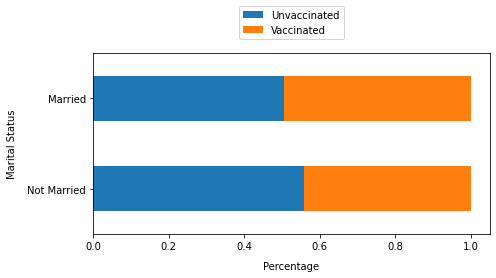 Unvaccinated
Vaccinated
Marital Status
Married
Not Married
0.0 0.2 0.4 0.6 0.8 1.0
Percentage